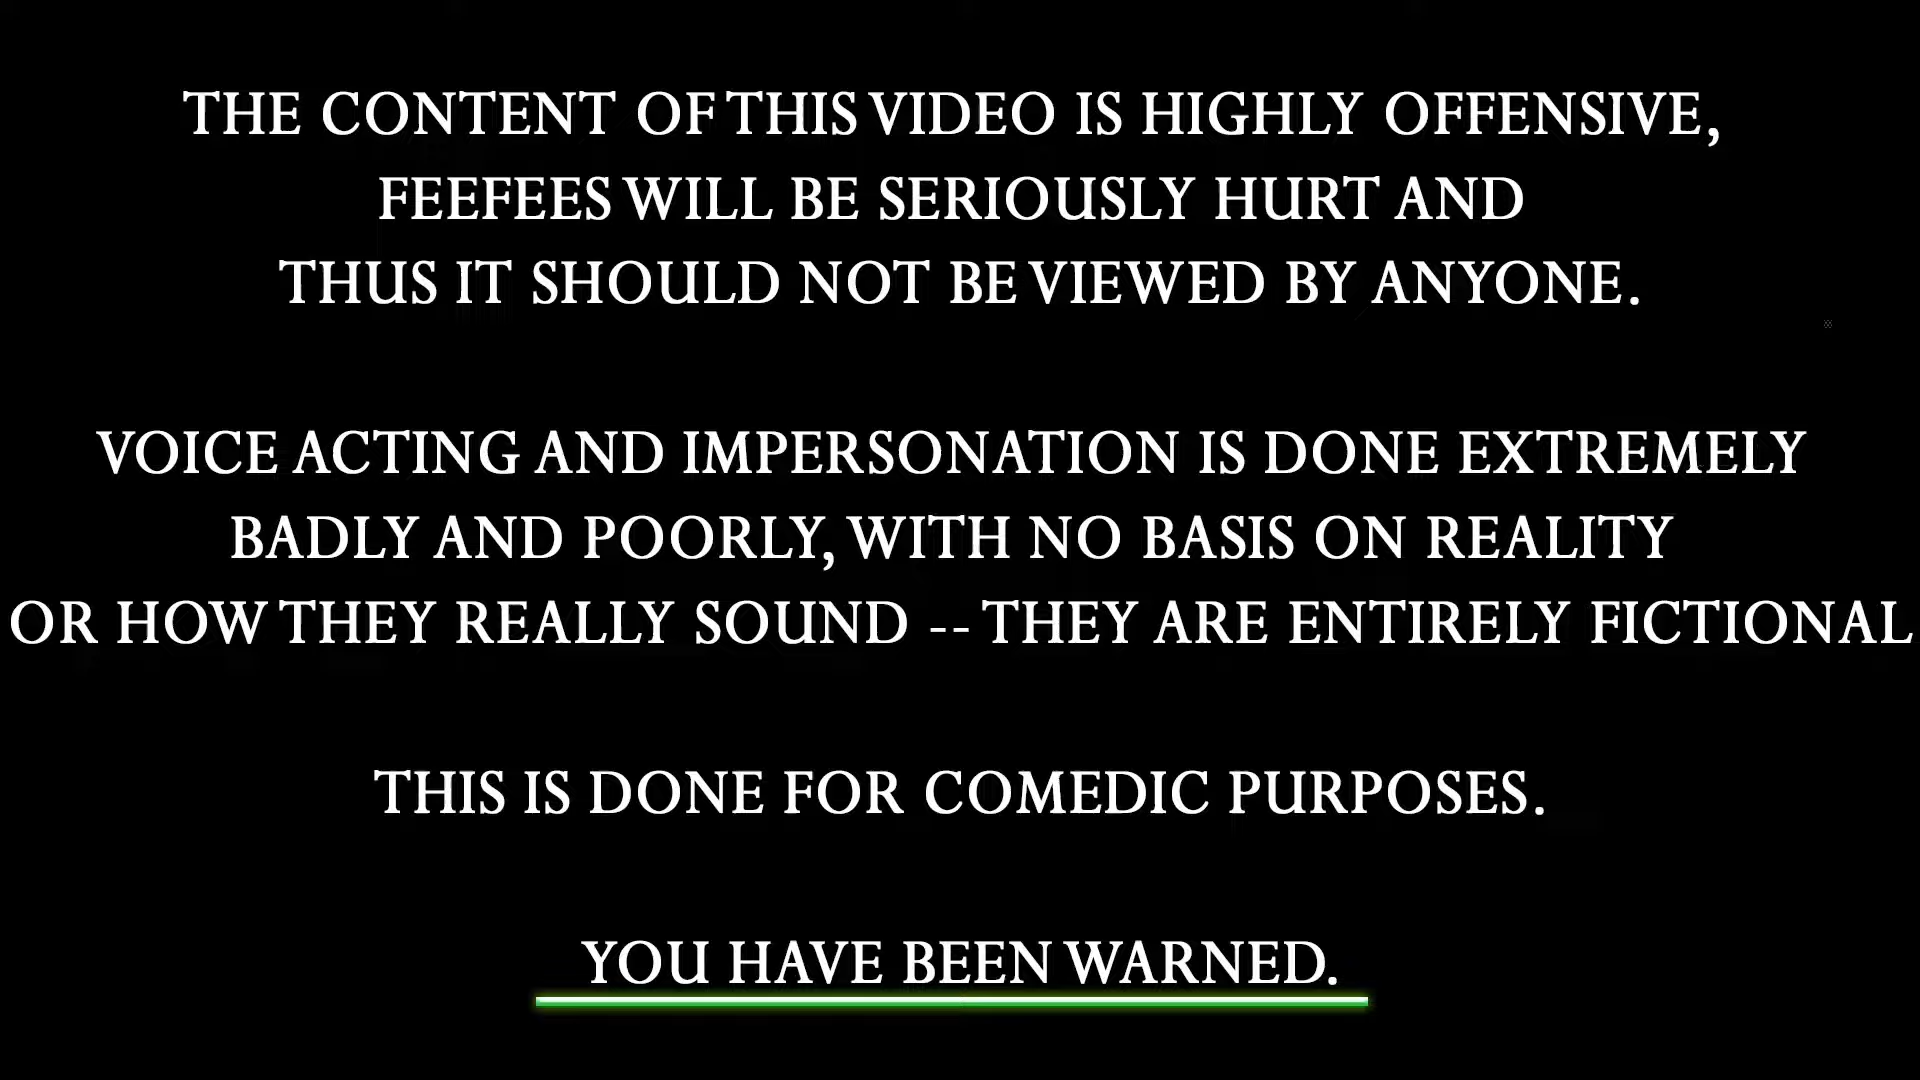 THE CONTENT OF THIS VIDEO IS HIGHLY OFFENSIVE,
FEEFEES WILL BE SERIOUSLY HURT AND
THUS IT SHOULD NOT BE VIEWED BY ANYONE.
VOICE ACTING AND IMPERSONATION IS DONE EXTREMELY
BADLY AND POORLY, WITH NO BASIS ON REALITY
OR HOW THEY REALLY SOUND -- THEY ARE ENTIRELY FICTIONAL
THIS IS DONE FOR COMEDIC PURPOSES.
YOU HAVE BEEN WARNED.